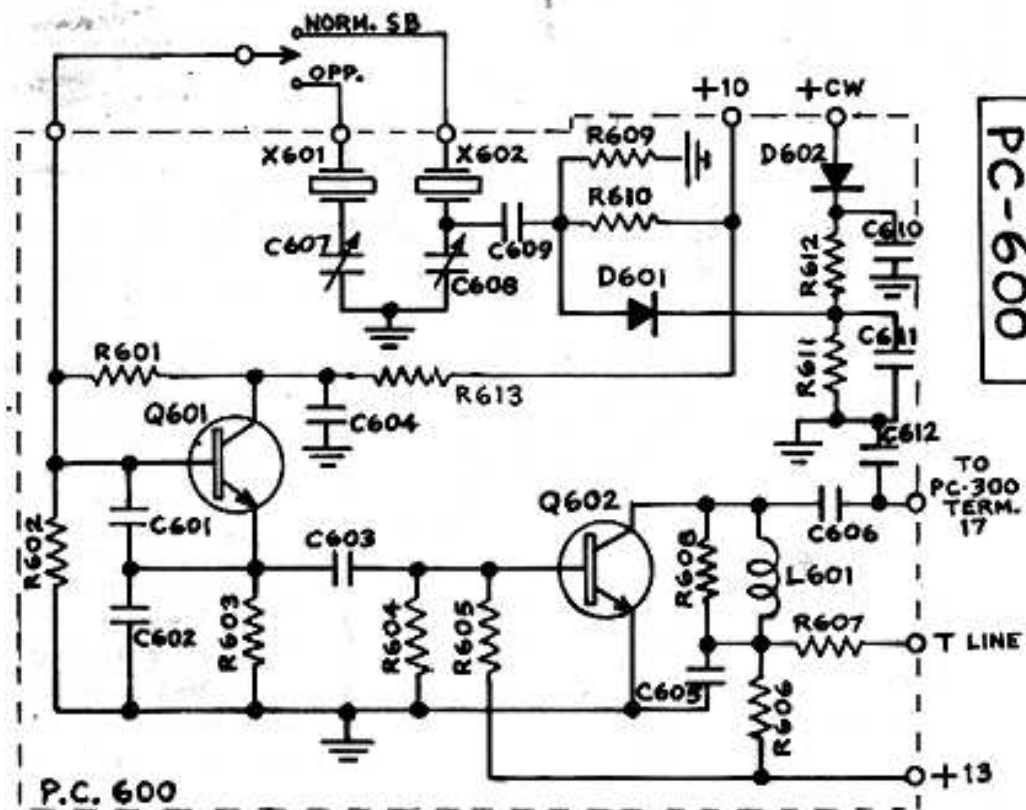 NORM. SB
OPP.
+10
+CW
PC-600
X601
X602
R609
D602
R610
C610
C607
C608
C609
R612
D601
C611
R611
R601
R613
Q601
C604
C612
TO
PC-300
TERM.
17
Q602
R602
C601
C603
C606
R608
L601
C602
R603
R604
R605
R607
T LINE
C605
R606
+13
P.C. 600